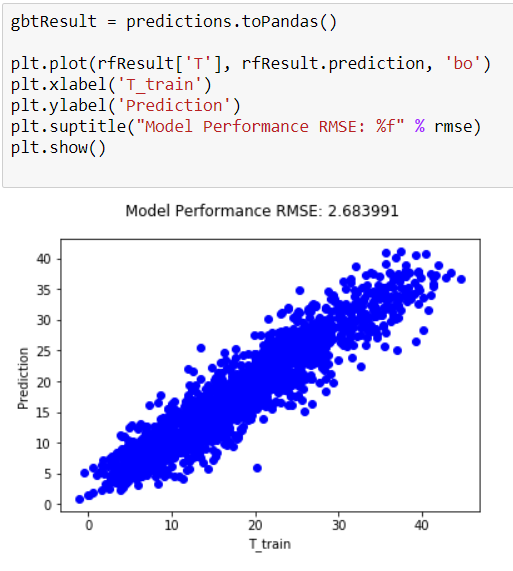 gbtResult = predictions.toPandas()
plt.plot(rfResult['T'], rfResult.prediction, 'bo')
plt.xlabel('T_train')
plt.ylabel('Prediction')
plt.suptitle("Model Performance RMSE: %f" % rmse)
plt.show()
Model Performance RMSE: 2.683991
40
35
30
25
20
15
10
5
0
Prediction
0 10 20 30 40
T_train